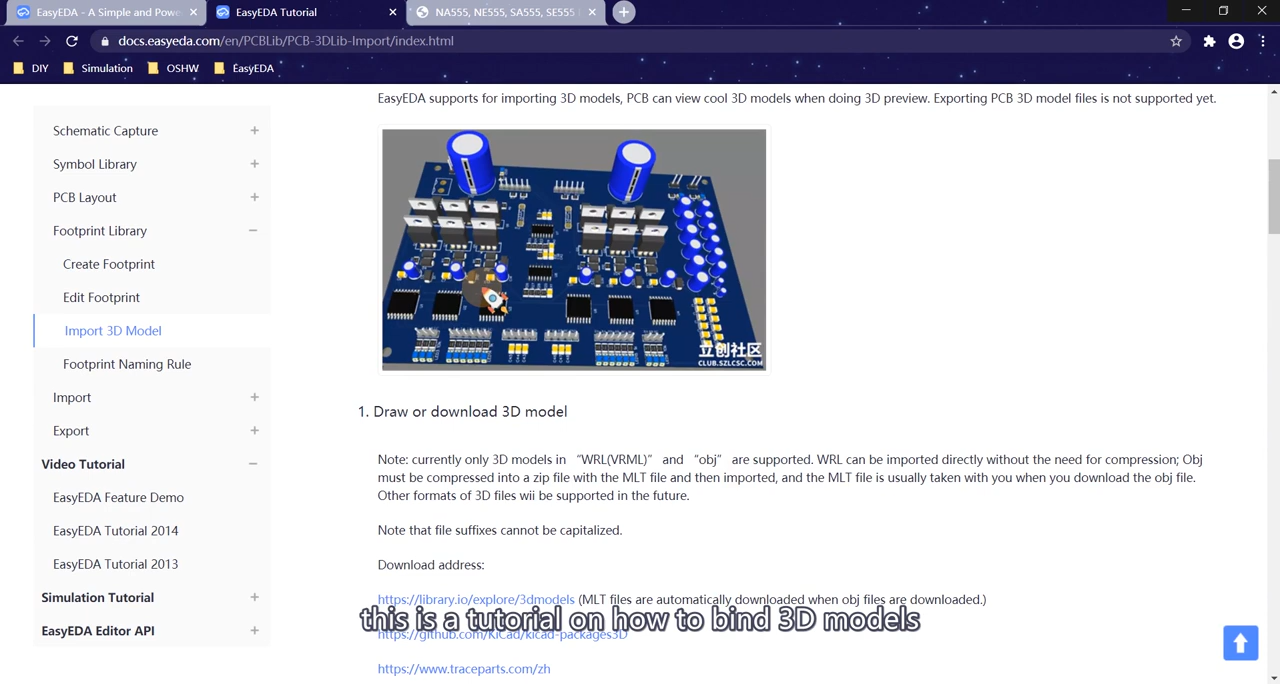 EasyEDA - A Simple and Powe
EasyEDA Tutorial
NA555, NE555, SA555, SE555
docs.easyeda.com/en/PCBLib/PCB-3DLib-Import/index.html
DIY
Simulation
OSHW
EasyEDA
EasyEDA supports for importing 3D models, PCB can view cool 3D models when doing 3D preview. Exporting PCB 3D model files is not supported yet.
Schematic Capture
Symbol Library
PCB Layout
Footprint Library
Create Footprint
Edit Footprint
Import 3D Model
Footprint Naming Rule
Import
Export
Video Tutorial
EasyEDA Feature Demo
EasyEDA Tutorial 2014
EasyEDA Tutorial 2013
Simulation Tutorial
EasyEDA Editor API
立创社区
CLUB.SZLCSC.COM
1. Draw or download 3D model
Note: currently only 3D models in “WRL(VRML)” and “obj” are supported. WRL can be imported directly without the need for compression; Obj
must be compressed into a zip file with the MLT file and then imported, and the MLT file is usually taken with you when you download the obj file.
Other formats of 3D files wii be supported in the future.
Note that file suffixes cannot be capitalized.
Download address:
https://library.io/explore/3dmodels (MLT files are automatically downloaded when obj files are downloaded.)
this is a tutorial on how to bind 3D models
https://github.com/KiCad/kicad-packages3D
https://www.traceparts.com/zh